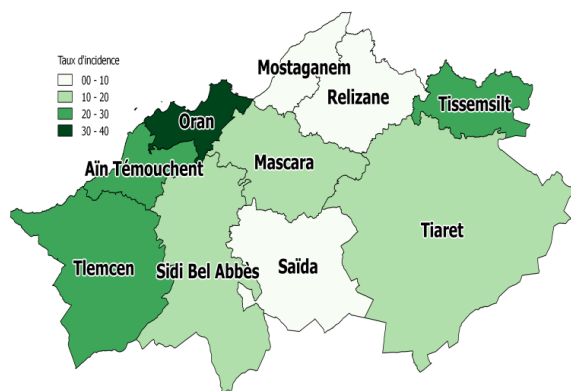 Taux d'incidence
00 - 10
10 - 20
20 - 30
30 - 40
Mostaganem
Relizane
Tissemsilt
Oran
Mascara
Aïn Témouchent
Tiaret
Tlemcen
Sidi Bel Abbès
Saïda